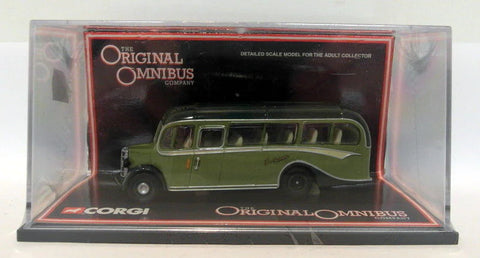 THE
ORIGINAL
OMNIBUS
COMPANY
DETAILED SCALE MODEL FOR THE ADULT COLLECTOR
CORGI
THE
ORIGINAL OMNIBUS
COMPANY